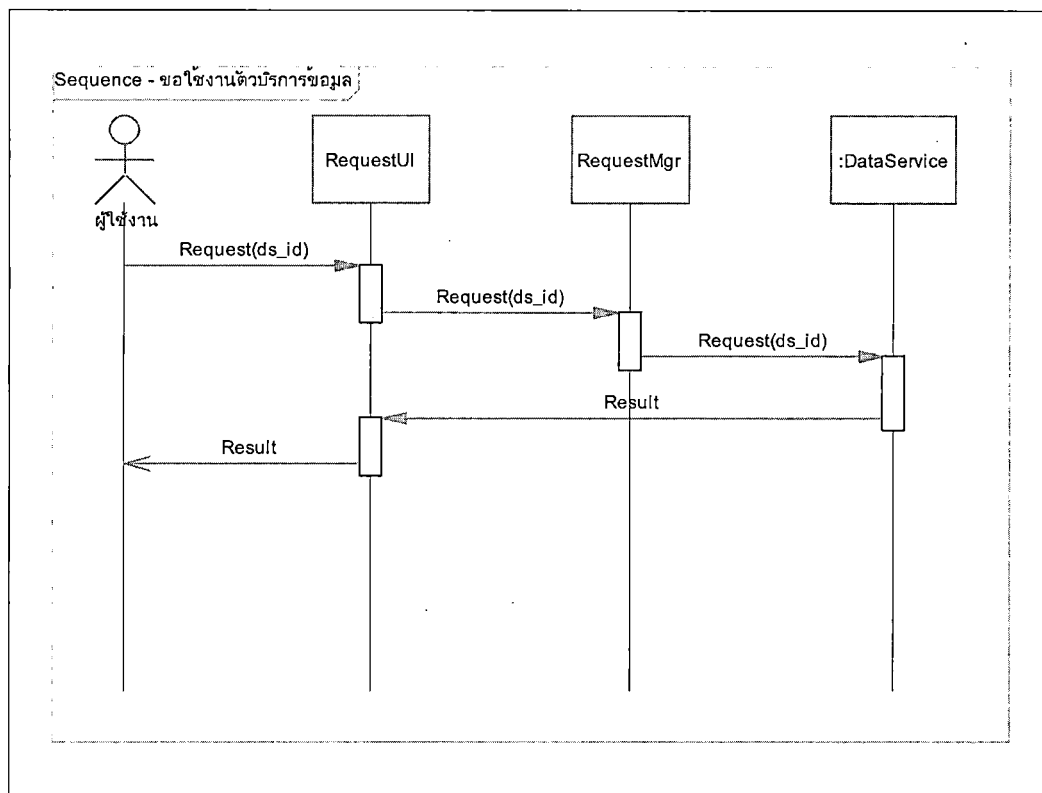 Sequence - ขอใช้งานตัวบริการข้อมูล
RequestUI
RequestMgr
:DataService
ผู้ใช้งาน
Request(ds_id)
Request(ds_id)
Request(ds_id)
Result
Result